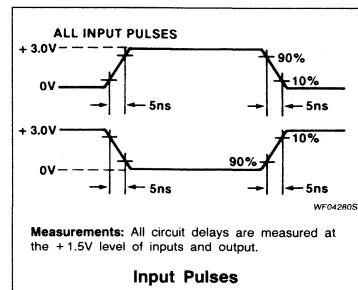 ALL INPUT PULSES
+ 3.0V
90%
10%
0V
5ns
5ns
+ 3.0V
10%
90%
0V
5ns
5ns
WF04280S
Measurements: All circuit delays are measured at
the + 1.5V level of inputs and output.
Input Pulses